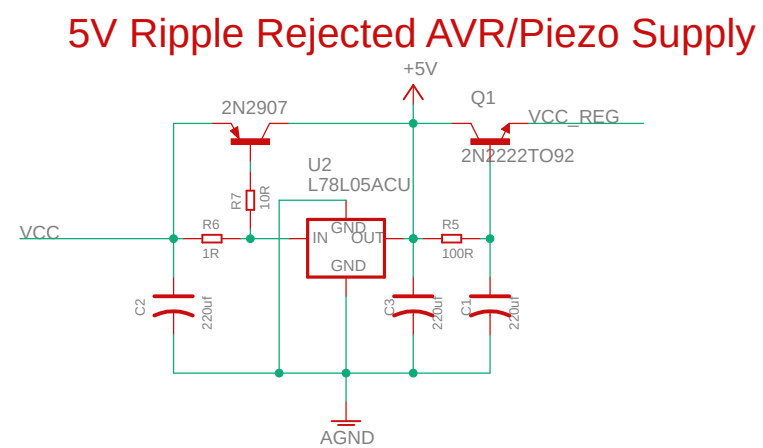 5V Ripple Rejected AVR/Piezo Supply
+5V
2N2907
Q1
VCC_REG
2N2222TO92
U2
L78L05ACU
R7
10R
VCC
R6
1R
IN
GND
OUT
GND
R5
100R
C2
220uf
C3
220uf
C1
220uf
AGND